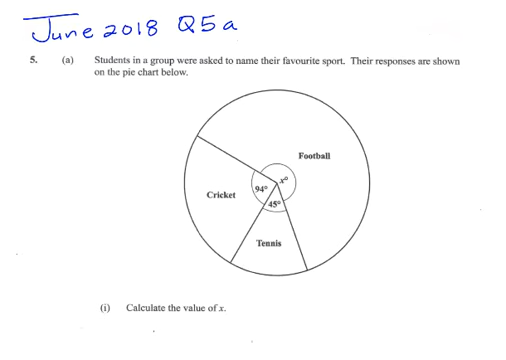 June 2018 Q5a
5. (a) Students in a group were asked to name their favourite sport. Their responses are shown
on the pie chart below.
Football
x°
94°
Cricket
45°
Tennis
(i) Calculate the value of x.